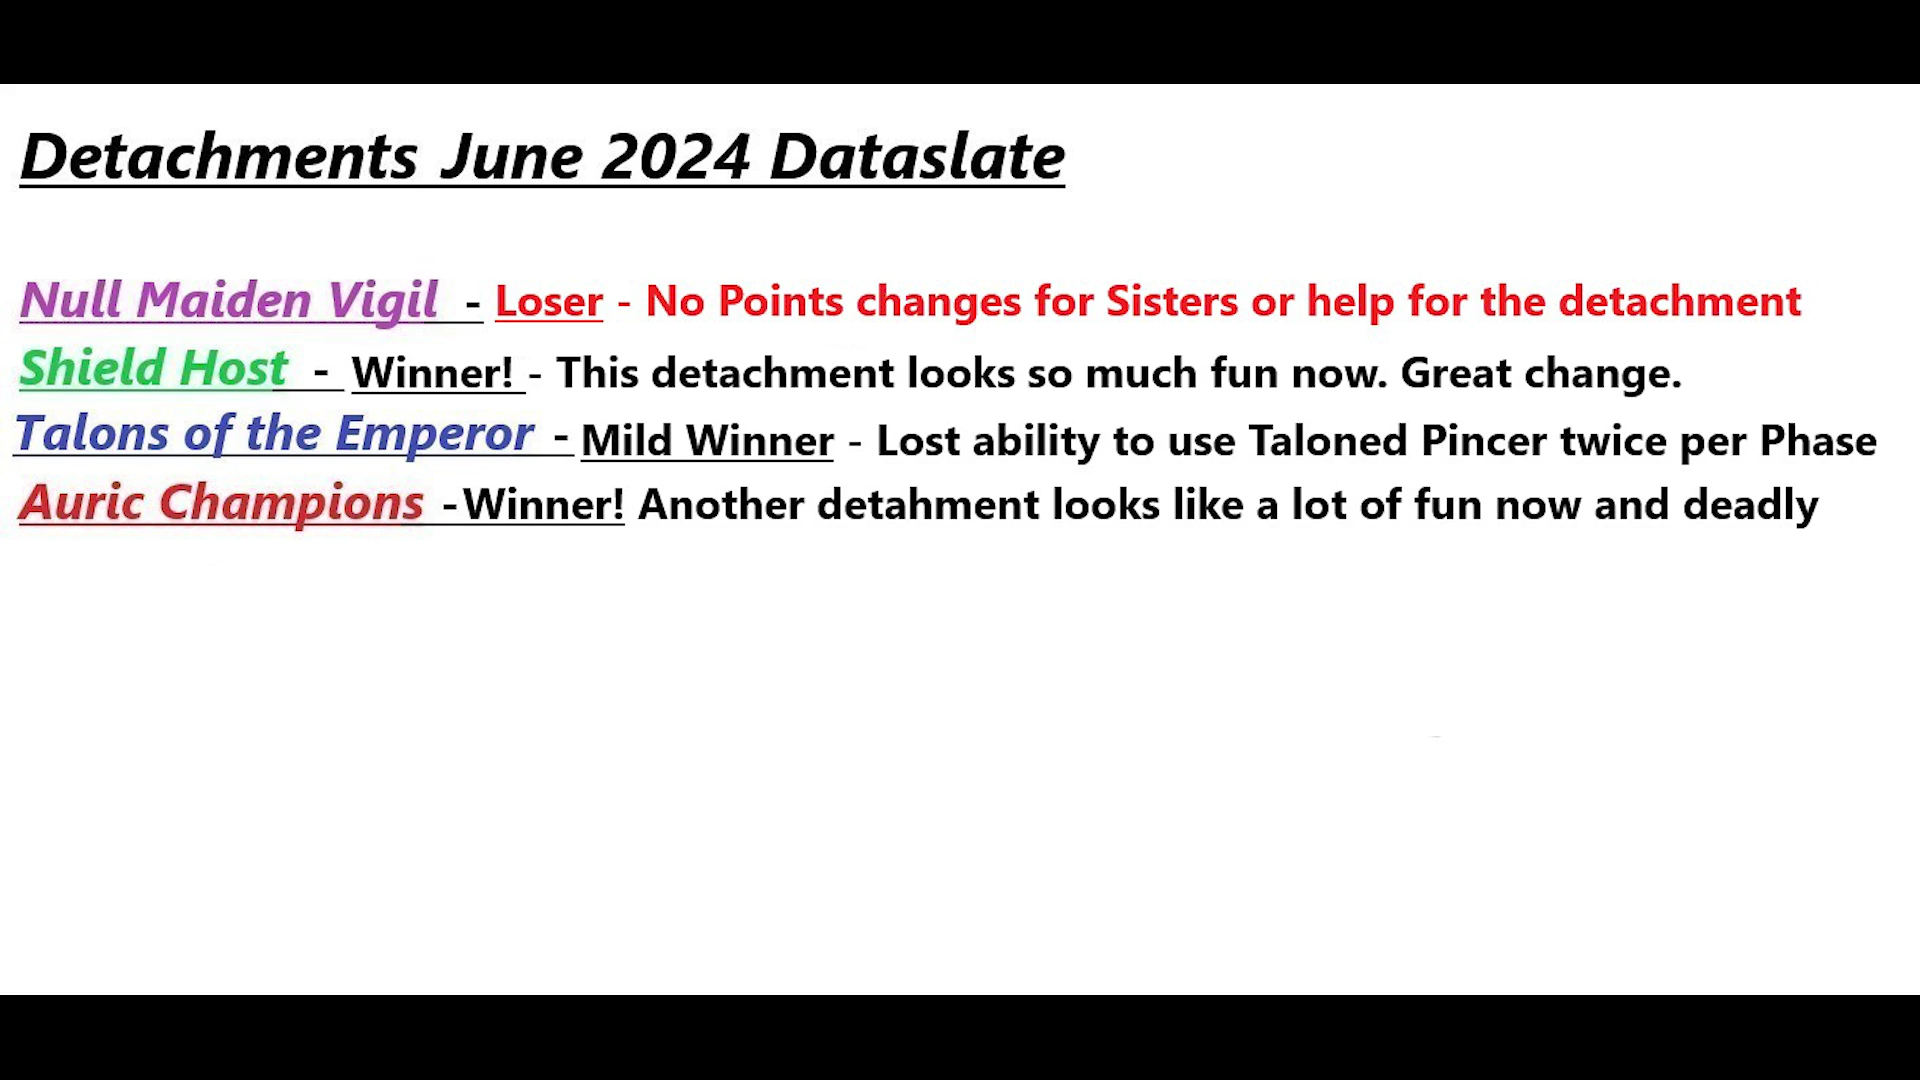 Detachments June 2024 Dataslate
Null Maiden Vigil - Loser - No Points changes for Sisters or help for the detachment
Shield Host - Winner! - This detachment looks so much fun now. Great change.
Talons of the Emperor - Mild Winner - Lost ability to use Taloned Pincer twice per Phase
Auric Champions - Winner! Another detahment looks like a lot of fun now and deadly